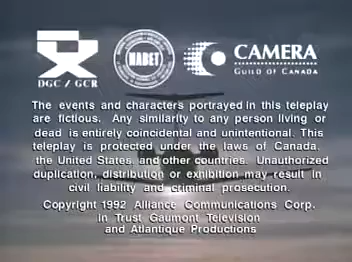 DGC / GCR
NABET
CAMERA
GUILD OF CANADA
The events and characters portrayed in this teleplay
are fictious. Any similarity to any person living or
dead is entirely coincidental and unintentional. This
teleplay is protected under the laws of Canada,
the United States, and other countries. Unauthorized
duplication, distribution or exhibition may result in
civil liability and criminal prosecution.
Copyright 1992 Alliance Communications Corp.
in Trust Gaumont Television
and Atlantique Productions